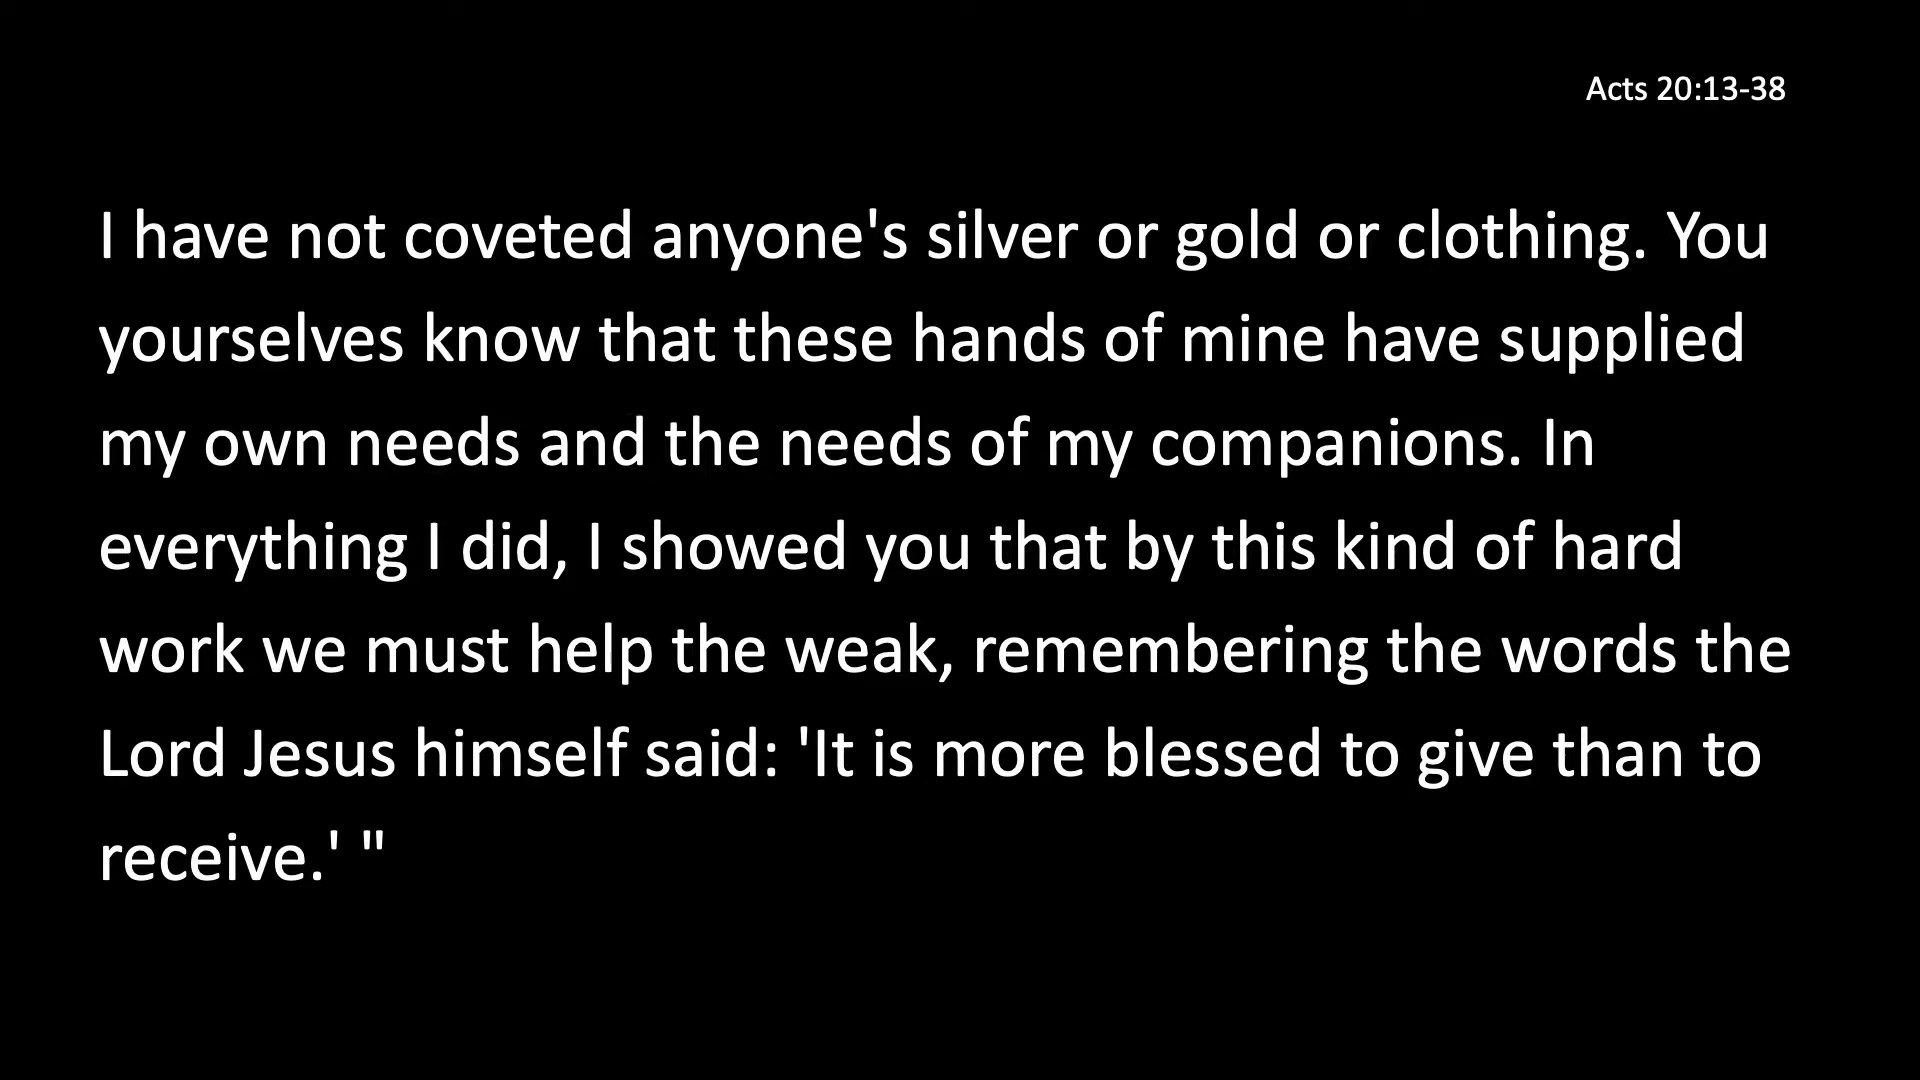 Acts 20:13-38
I have not coveted anyone's silver or gold or clothing. You
yourselves know that these hands of mine have supplied
my own needs and the needs of my companions. In
everything I did, I showed you that by this kind of hard
work we must help the weak, remembering the words the
Lord Jesus himself said: 'It is more blessed to give than to
receive.' "